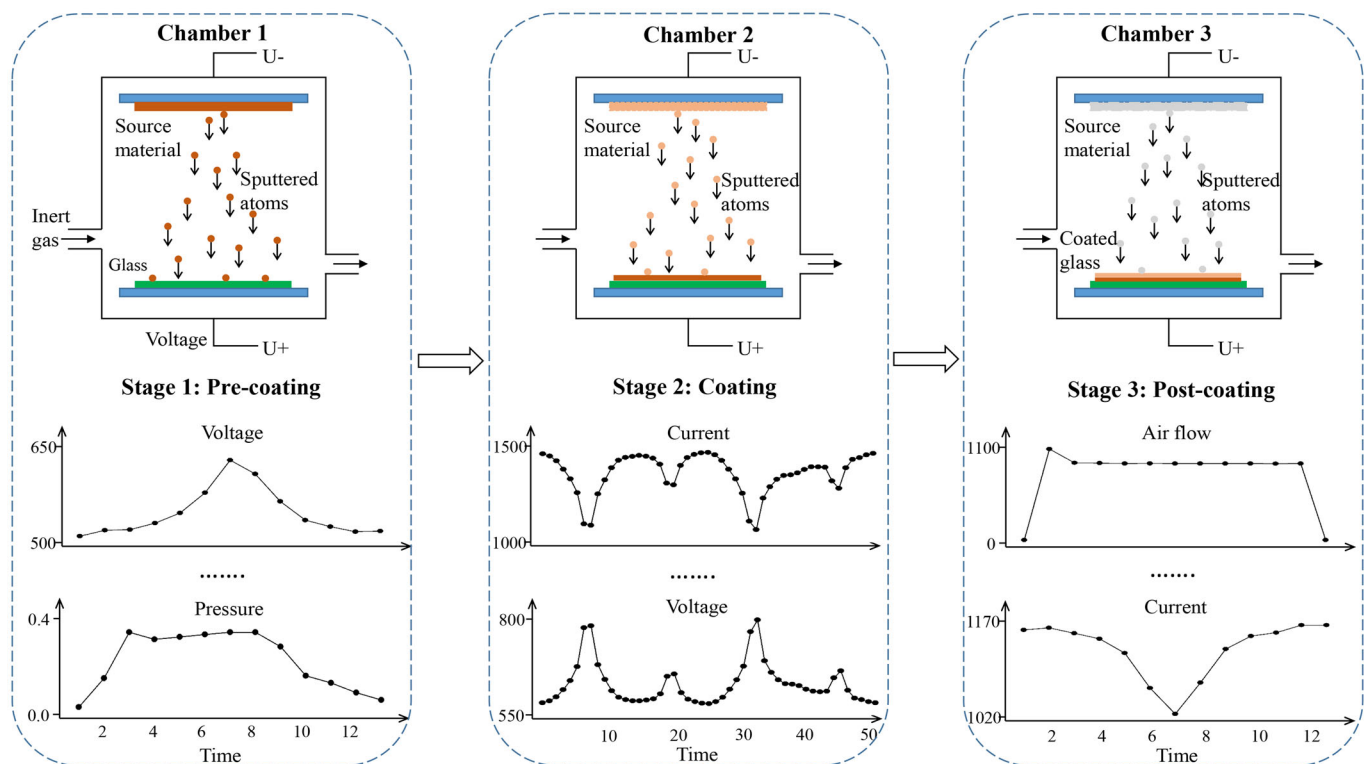 Chamber 1
U-
Source
material
Sputtered
atoms
Inert
gas
Glass
Voltage
U+
Stage 1: Pre-coating
Voltage
650
500
.......
Pressure
0.4
0.0
2 4 6 8 10 12
Time
Chamber 2
U-
Source
material
Sputtered
atoms
U+
Stage 2: Coating
Current
1500
1000
.......
Voltage
800
550
10 20 30 40 50
Time
Chamber 3
U-
Source
material
Sputtered
atoms
Coated
glass
U+
Stage 3: Post-coating
Air flow
1100
0
.......
Current
1170
1020
2 4 6 8 10 12
Time